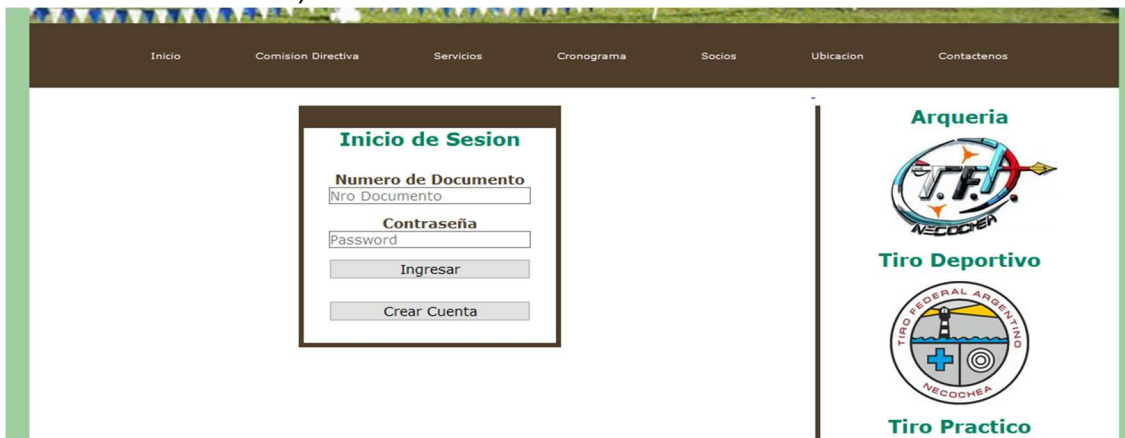 Inicio Comision Directiva Servicios Cronograma Socios Ubicacion Contactenos
Inicio de Sesion
Numero de Documento
Nro Documento
Contraseña
Password
Ingresar
Crear Cuenta
Arqueria
T.F.A
NECOCHEA
Tiro Deportivo
TIRO FEDERAL ARGENTINO
NECOCHEA
Tiro Practico